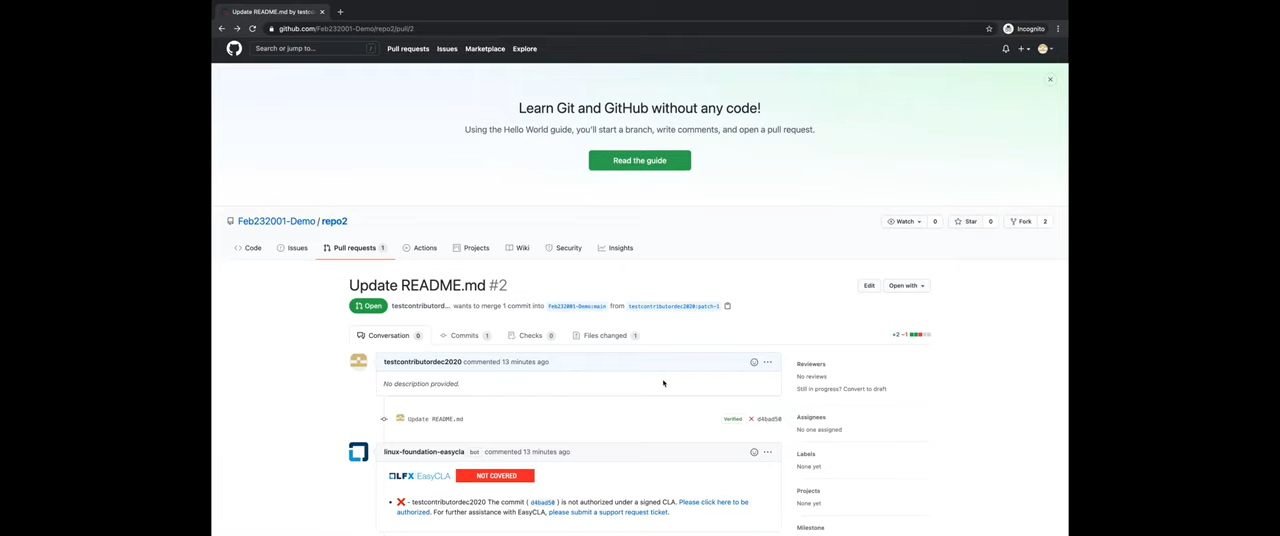 Update README.md by testco
github.com/Feb232001-Demo/repo2/pull/2
Incognito
Search or jump to...
/
Pull requests
Issues
Marketplace
Explore
Learn Git and GitHub without any code!
Using the Hello World guide, you'll start a branch, write comments, and open a pull request.
Read the guide
Feb232001-Demo / repo2
Watch 0
Star 0
Fork 2
Code
Issues
Pull requests 1
Actions
Projects
Wiki
Security
Insights
Update README.md #2
Edit
Open with
Open
testcontributord... wants to merge 1 commit into Feb232001-Demo:main from testcontributordec2020:patch-1
Conversation 0
Commits 1
Checks 0
Files changed 1
+2 −1
testcontributordec2020 commented 13 minutes ago
No description provided.
Update README.md
Verified
d4bad50
linux-foundation-easycla bot commented 13 minutes ago
LFX EasyCLA
NOT COVERED
- testcontributordec2020 The commit ( d4bad50 ) is not authorized under a signed CLA. Please click here to be
authorized. For further assistance with EasyCLA, please submit a support request ticket.
Reviewers
No reviews
Still in progress? Convert to draft
Assignees
No one assigned
Labels
None yet
Projects
None yet
Milestone